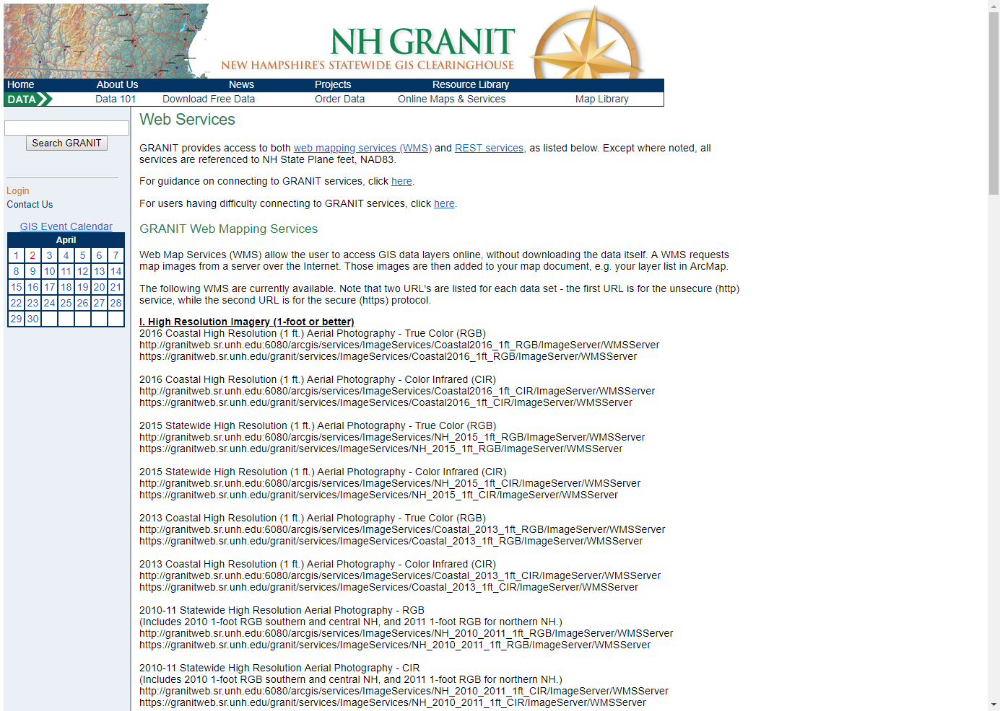 NH GRANIT
NEW HAMPSHIRE'S STATEWIDE GIS CLEARINGHOUSE
Home About Us News Projects Resource Library
DATA Data 101 Download Free Data Order Data Online Maps & Services Map Library
Search GRANIT
Login
Contact Us
GIS Event Calendar
April
1 2 3 4 5 6 7
8 9 10 11 12 13 14
15 16 17 18 19 20 21
22 23 24 25 26 27 28
29 30
Web Services
GRANIT provides access to both web mapping services (WMS) and REST services, as listed below. Except where noted, all
services are referenced to NH State Plane feet, NAD83.
For guidance on connecting to GRANIT services, click here.
For users having difficulty connecting to GRANIT services, click here.
GRANIT Web Mapping Services
Web Map Services (WMS) allow the user to access GIS data layers online, without downloading the data itself. A WMS requests
map images from a server over the Internet. Those images are then added to your map document, e.g. your layer list in ArcMap.
The following WMS are currently available. Note that two URL's are listed for each data set - the first URL is for the unsecure (http)
service, while the second URL is for the secure (https) protocol.
I. High Resolution Imagery (1-foot or better)
2016 Coastal High Resolution (1 ft.) Aerial Photography - True Color (RGB)
http://granitweb.sr.unh.edu:6080/arcgis/services/ImageServices/Coastal2016_1ft_RGB/ImageServer/WMSServer
https://granitweb.sr.unh.edu/granit/services/ImageServices/Coastal2016_1ft_RGB/ImageServer/WMSServer
2016 Coastal High Resolution (1 ft.) Aerial Photography - Color Infrared (CIR)
http://granitweb.sr.unh.edu:6080/arcgis/services/ImageServices/Coastal2016_1ft_CIR/ImageServer/WMSServer
https://granitweb.sr.unh.edu/granit/services/ImageServices/Coastal2016_1ft_CIR/ImageServer/WMSServer
2015 Statewide High Resolution (1 ft.) Aerial Photography - True Color (RGB)
http://granitweb.sr.unh.edu:6080/arcgis/services/ImageServices/NH_2015_1ft_RGB/ImageServer/WMSServer
https://granitweb.sr.unh.edu/granit/services/ImageServices/NH_2015_1ft_RGB/ImageServer/WMSServer
2015 Statewide High Resolution (1 ft.) Aerial Photography - Color Infrared (CIR)
http://granitweb.sr.unh.edu:6080/arcgis/services/ImageServices/NH_2015_1ft_CIR/ImageServer/WMSServer
https://granitweb.sr.unh.edu/granit/services/ImageServices/NH_2015_1ft_CIR/ImageServer/WMSServer
2013 Coastal High Resolution (1 ft.) Aerial Photography - True Color (RGB)
http://granitweb.sr.unh.edu:6080/arcgis/services/ImageServices/Coastal_2013_1ft_RGB/ImageServer/WMSServer
https://granitweb.sr.unh.edu/granit/services/ImageServices/Coastal_2013_1ft_RGB/ImageServer/WMSServer
2013 Coastal High Resolution (1 ft.) Aerial Photography - Color Infrared (CIR)
http://granitweb.sr.unh.edu:6080/arcgis/services/ImageServices/Coastal_2013_1ft_CIR/ImageServer/WMSServer
https://granitweb.sr.unh.edu/granit/services/ImageServices/Coastal_2013_1ft_CIR/ImageServer/WMSServer
2010-11 Statewide High Resolution Aerial Photography - RGB
(Includes 2010 1-foot RGB southern and central NH, and 2011 1-foot RGB for northern NH.)
http://granitweb.sr.unh.edu:6080/arcgis/services/ImageServices/NH_2010_2011_1ft_RGB/ImageServer/WMSServer
https://granitweb.sr.unh.edu/granit/services/ImageServices/NH_2010_2011_1ft_RGB/ImageServer/WMSServer
2010-11 Statewide High Resolution Aerial Photography - CIR
(Includes 2010 1-foot RGB southern and central NH, and 2011 1-foot RGB for northern NH.)
http://granitweb.sr.unh.edu:6080/arcgis/services/ImageServices/NH_2010_2011_1ft_CIR/ImageServer/WMSServer
https://granitweb.sr.unh.edu/granit/services/ImageServices/NH_2010_2011_1ft_CIR/ImageServer/WMSServer